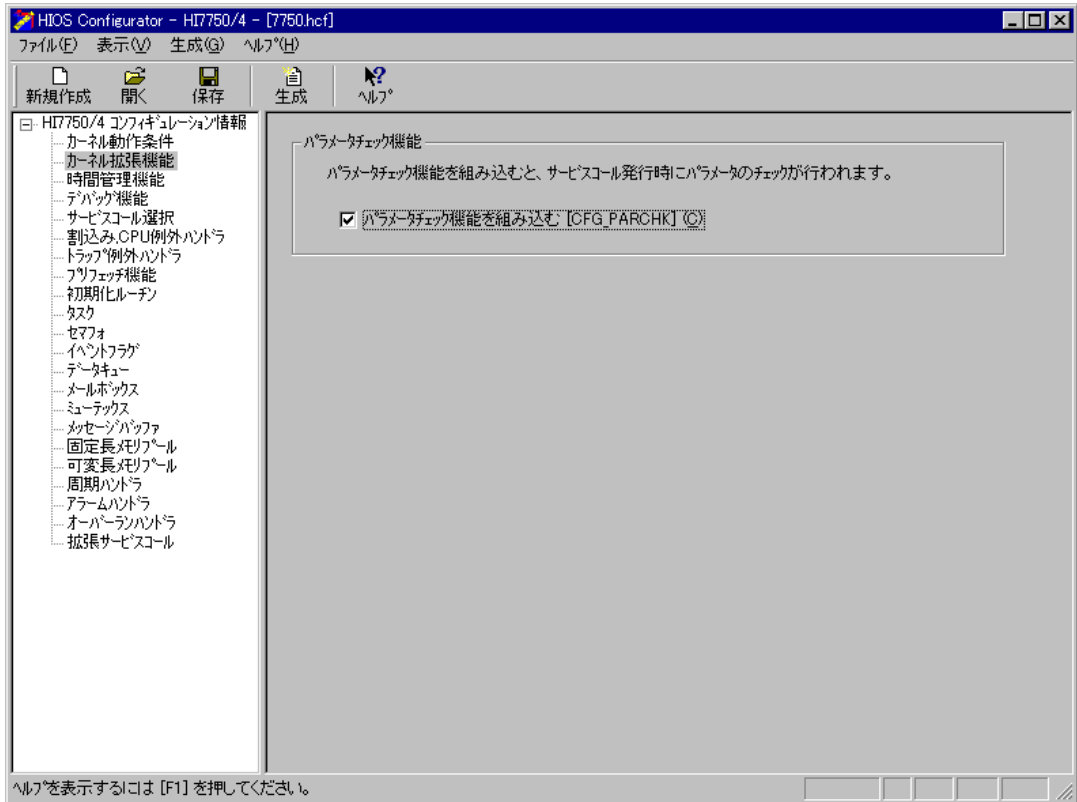 HIOS Configurator - HI7750/4 - [7750.hcf]
ファイル(F) 表示(V) 生成(G) ヘルプ(H)
新規作成 開く 保存 生成 ヘルプ
HI7750/4 コンフィギュレーション情報
カーネル動作条件
カーネル拡張機能
時間管理機能
デバッグ機能
サービスコール選択
割込み,CPU例外ハンドラ
トラップ例外ハンドラ
プリフェッチ機能
初期化ルーチン
タスク
セマフォ
イベントフラグ
データキュー
メールボックス
ミューテックス
メッセージバッファ
固定長メモリプール
可変長メモリプール
周期ハンドラ
アラームハンドラ
オーバーランハンドラ
拡張サービスコール
パラメータチェック機能
パラメータチェック機能を組み込むと、サービスコール発行時にパラメータのチェックが行われます。
パラメータチェック機能を組み込む [CFG_PARCHK] (C)
ヘルプを表示するには [F1] を押してください。